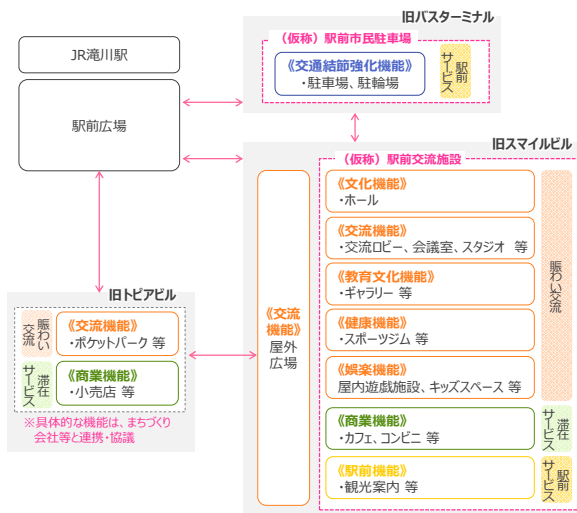 旧バスターミナル
（仮称）駅前市民駐車場
《交通結節強化機能》
・駐車場、駐輪場
駅前
サービス
JR滝川駅
駅前広場
旧スマイルビル
（仮称）駅前交流施設
《交流
機能》
屋外
広場
《文化機能》
・ホール
《交流機能》
・交流ロビー、会議室、スタジオ 等
《教育文化機能》
・ギャラリー 等
《健康機能》
・スポーツジム 等
《娯楽機能》
屋内遊戯施設、キッズスペース 等
賑わい交流
《商業機能》
・カフェ、コンビニ 等
滞在
サービス
《駅前機能》
・観光案内 等
駅前
サービス
旧トピアビル
賑わい
交流
《交流機能》
・ポケットパーク 等
滞在
サービス
《商業機能》
・小売店 等
※具体的な機能は、まちづくり
会社等と連携・協議